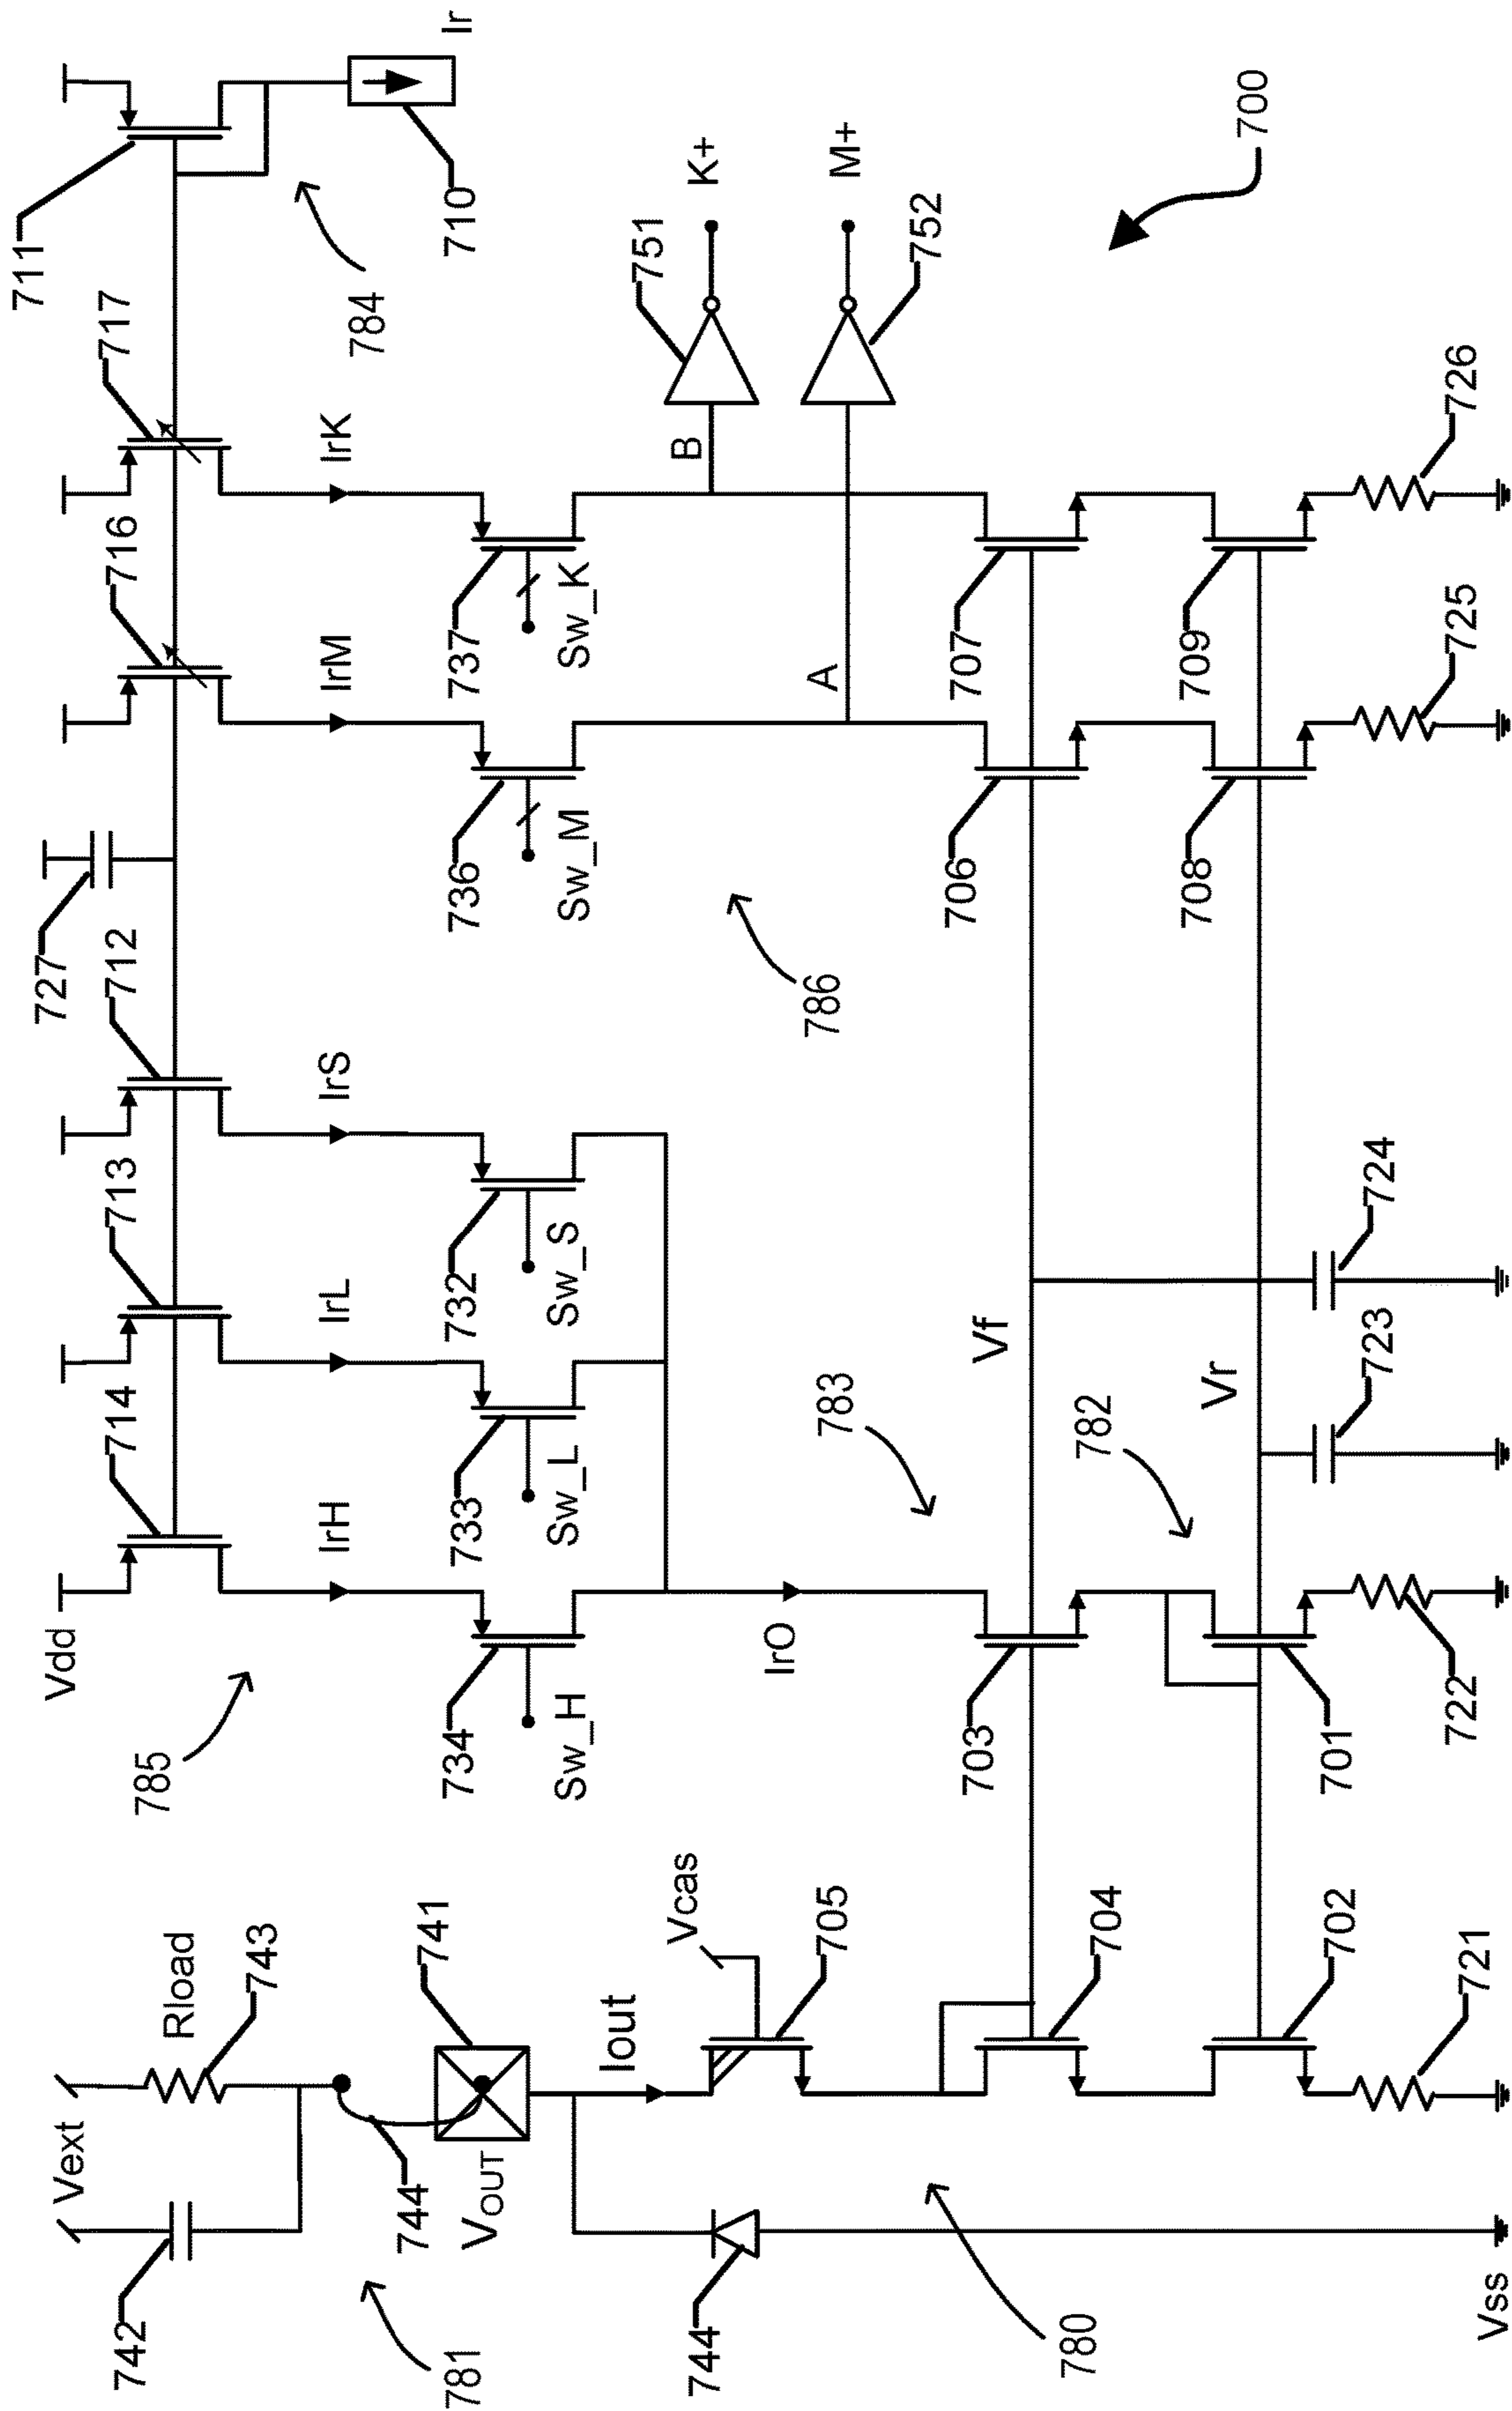 Vdd
785
714
713
712
727
716
717
711
IrH
IrL
IrS
IrM
IrK
784
710
Ir
734
Sw_H
733
Sw_L
732
Sw_S
736
Sw_M
737
Sw_K
B
A
751
K+
752
M+
700
786
IrO
783
782
Vf
Vr
703
701
722
723
724
706
708
725
707
709
726
Vext
742
Rload
743
744
VOUT
741
781
Iout
Vcas
705
704
702
721
744
780
Vss